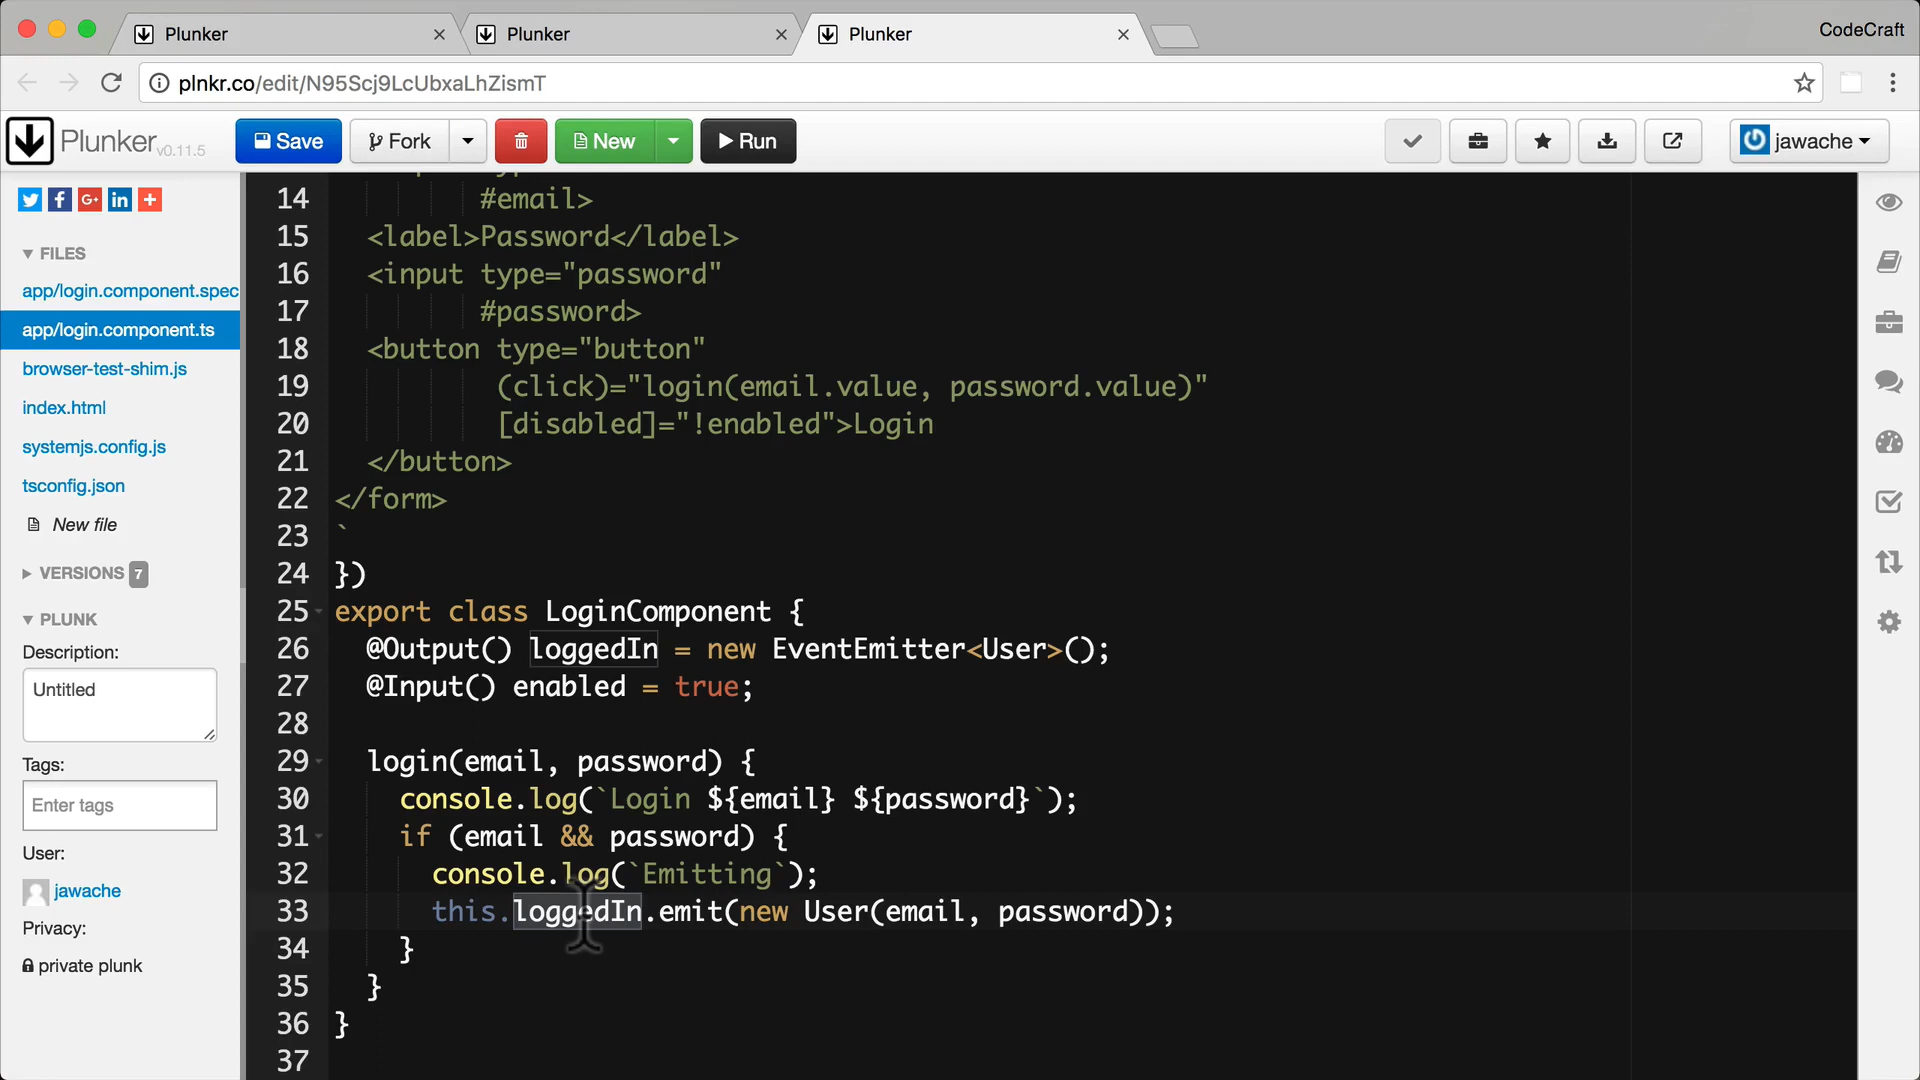 Plunker
Plunker
Plunker
CodeCraft
plnkr.co/edit/N95Scj9LcUbxaLhZismT
Plunker v0.11.5
Save
Fork
New
Run
jawache
FILES
app/login.component.spec
app/login.component.ts
browser-test-shim.js
index.html
systemjs.config.js
tsconfig.json
New file
VERSIONS 7
PLUNK
Description:
Untitled
Tags:
Enter tags
User:
jawache
Privacy:
private plunk
14 #email>
15 <label>Password</label>
16 <input type="password"
17 #password>
18 <button type="button"
19 (click)="login(email.value, password.value)"
20 [disabled]="!enabled">Login
21 </button>
22 </form>
23 `
24 })
25 export class LoginComponent {
26 @Output() loggedIn = new EventEmitter<User>();
27 @Input() enabled = true;
28
29 login(email, password) {
30 console.log(`Login ${email} ${password}`);
31 if (email && password) {
32 console.log(`Emitting`);
33 this.loggedIn.emit(new User(email, password));
34 }
35 }
36 }
37